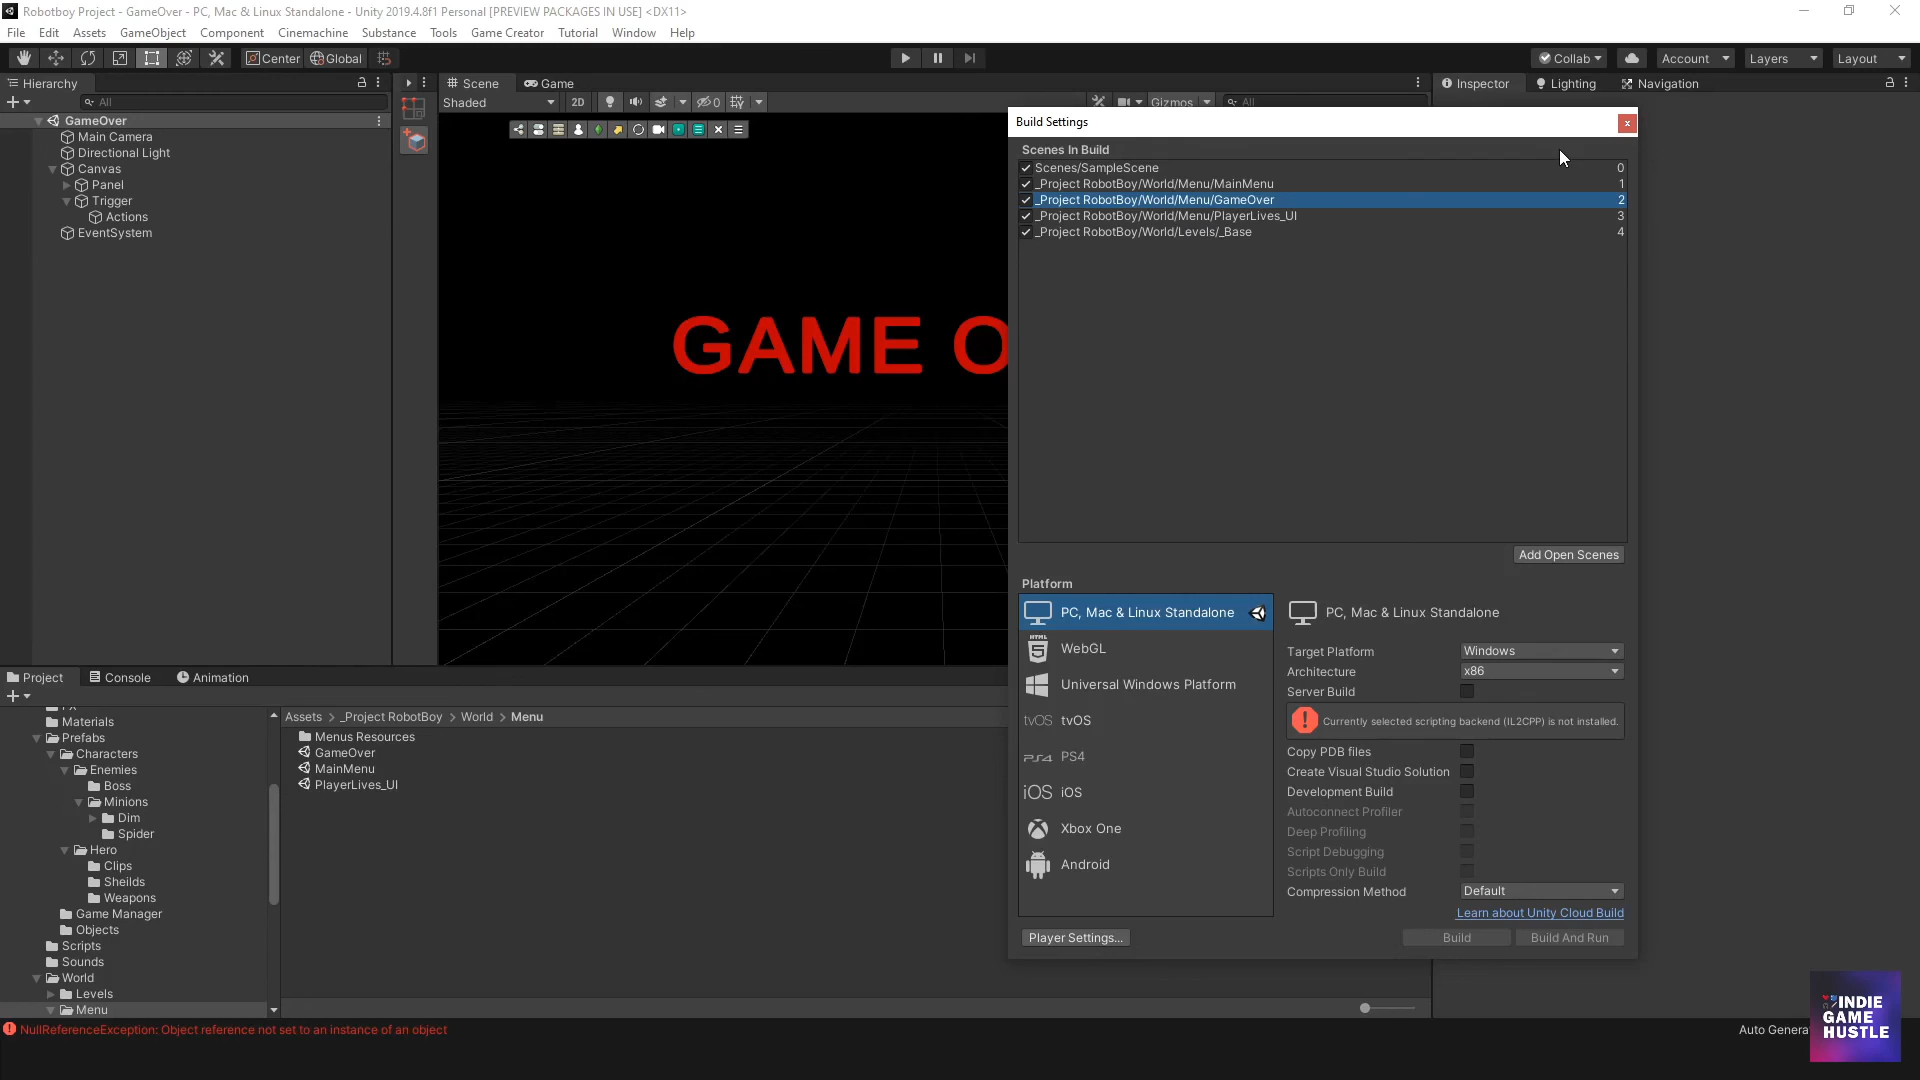 Robotboy Project - GameOver - PC, Mac & Linux Standalone - Unity 2019.4.8f1 Personal [PREVIEW PACKAGES IN USE] <DX11>
File Edit Assets GameObject Component Cinemachine Substance Tools Game Creator Tutorial Window Help
Center Global Collab Account Layers Layout
Hierarchy
All
GameOver
Main Camera
Directional Light
Canvas
Panel
Trigger
Actions
EventSystem
Scene Game
Shaded 2D 0 Gizmos All
GAME O
Inspector Lighting Navigation
Build Settings
Scenes In Build
Scenes/SampleScene 0
_Project RobotBoy/World/Menu/MainMenu 1
_Project RobotBoy/World/Menu/GameOver 2
_Project RobotBoy/World/Menu/PlayerLives_UI 3
_Project RobotBoy/World/Levels/_Base 4
Add Open Scenes
Platform
PC, Mac & Linux Standalone
HTML 5 WebGL
Universal Windows Platform
tvOS tvOS
PS4 PS4
iOS iOS
Xbox One
Android
PC, Mac & Linux Standalone
Target Platform Windows
Architecture x86
Server Build
Currently selected scripting backend (IL2CPP) is not installed.
Copy PDB files
Create Visual Studio Solution
Development Build
Autoconnect Profiler
Deep Profiling
Script Debugging
Scripts Only Build
Compression Method Default
Learn about Unity Cloud Build
Player Settings... Build Build And Run
Project Console Animation
Materials
Prefabs
Characters
Enemies
Boss
Minions
Dim
Spider
Hero
Clips
Sheilds
Weapons
Game Manager
Objects
Scripts
Sounds
World
Levels
Menu
Assets > _Project RobotBoy > World > Menu
Menus Resources
GameOver
MainMenu
PlayerLives_UI
NullReferenceException: Object reference not set to an instance of an object
Auto Genera
INDIE
GAME
HUSTLE